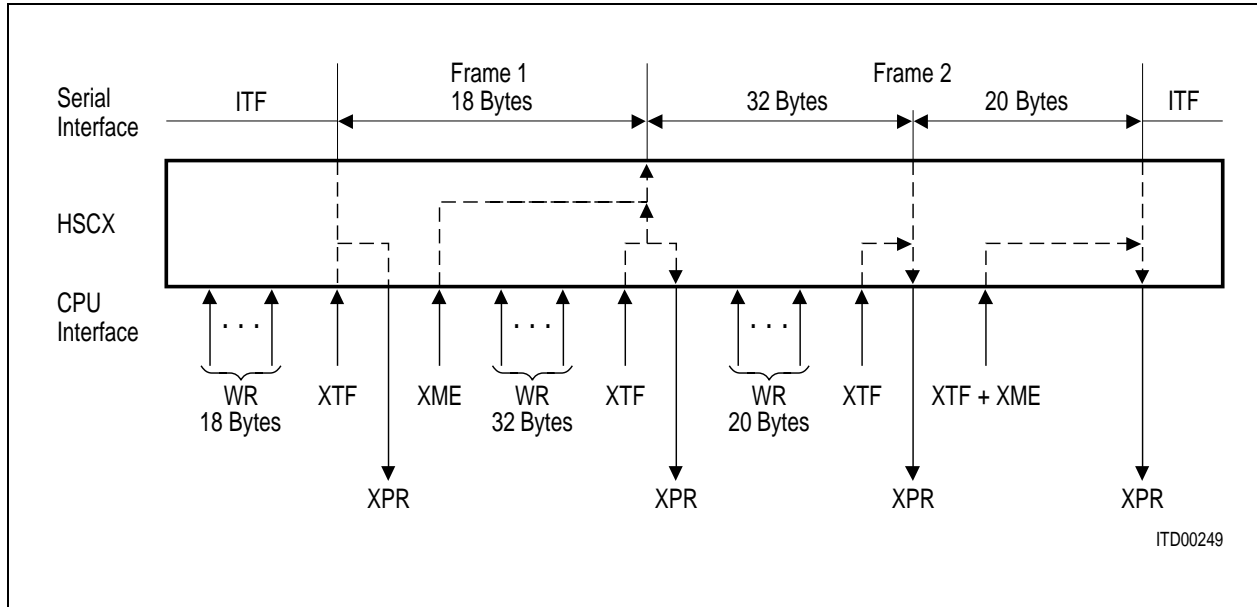 Frame 1
Frame 2
Serial
Interface
ITF
18 Bytes
32 Bytes
20 Bytes
ITF
HSCX
CPU
Interface
. . .
. . .
. . .
WR
18 Bytes
XTF
XME
WR
32 Bytes
XTF
WR
20 Bytes
XTF
XTF + XME
XPR
XPR
XPR
XPR
ITD00249